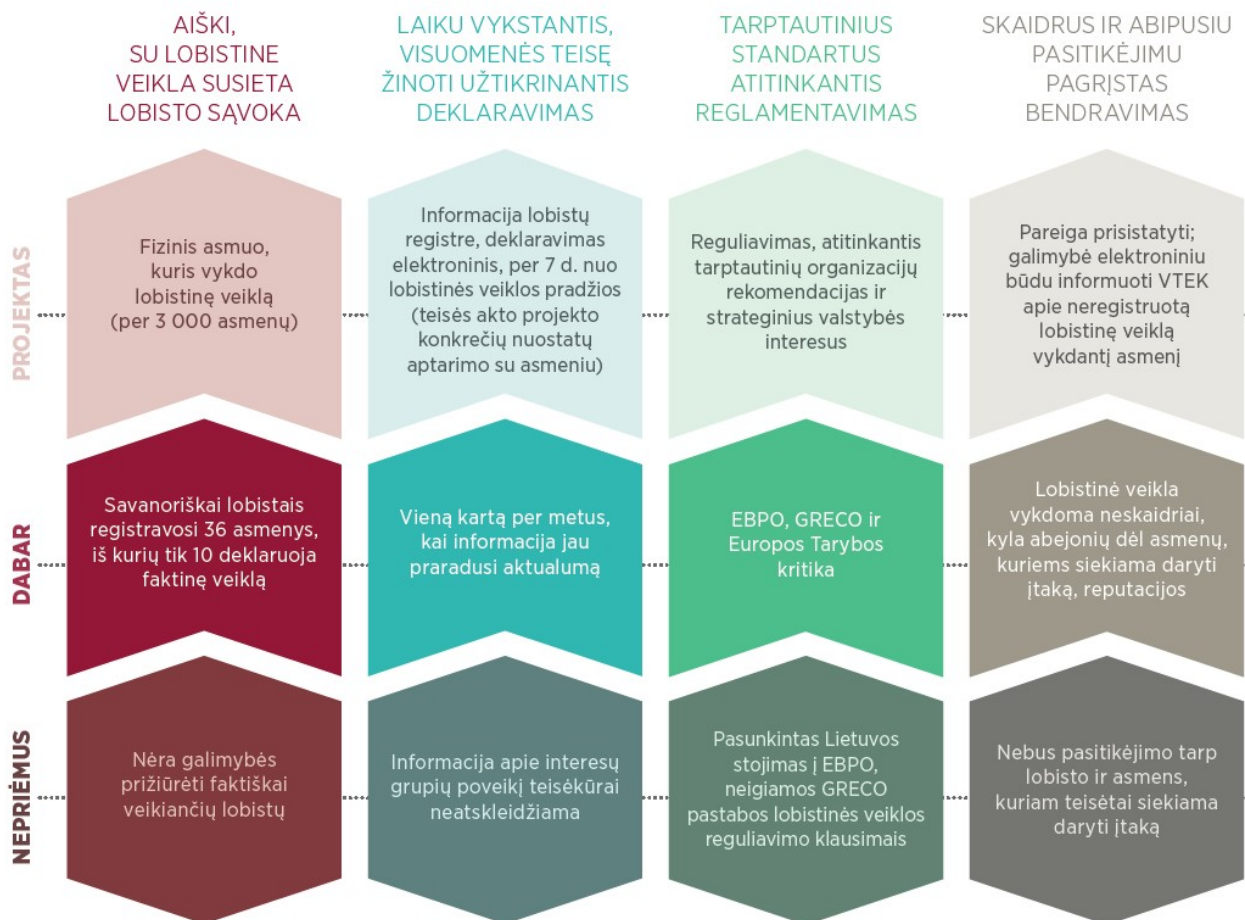 AIŠKI,
SU LOBISTINE
VEIKLA SUSIETA
LOBISTO SĄVOKA
LAIKU VYKSTANTIS,
VISUOMENĖS TEISĘ
ŽINOTI UŽTIKRINANTIS
DEKLARAVIMAS
TARPTAUTINIUS
STANDARTUS
ATITINKANTIS
REGLAMENTAVIMAS
SKAIDRUS IR ABIPUSIU
PASITIKĖJIMU
PAGRĮSTAS
BENDRAVIMAS
PROJEKTAS
Fizinis asmuo,
kuris vykdo
lobistinę veiklą
(per 3 000 asmenų)
Informacija lobistų
registre, deklaravimas
elektroninis, per 7 d. nuo
lobistinės veiklos pradžios
(teisės akto projekto
konkrečių nuostatų
aptarimo su asmeniu)
Reguliavimas, atitinkantis
tarptautinių organizacijų
rekomendacijas ir
strateginius valstybės
interesus
Pareiga prisistatyti;
galimybė elektroniniu
būdu informuoti VTEK
apie neregistruotą
lobistinę veiklą
vykdantį asmenį
DABAR
Savanoriškai lobistais
registravosi 36 asmenys,
iš kurių tik 10 deklaruoja
faktinę veiklą
Vieną kartą per metus,
kai informacija jau
praradusi aktualumą
EBPO, GRECO ir
Europos Tarybos
kritika
Lobistinė veikla
vykdoma neskaidriai,
kyla abejonių dėl asmenų,
kuriems siekiama daryti
įtaką, reputacijos
NEPRIĖMUS
Nėra galimybės
prižiūrėti faktiškai
veikiančių lobistų
Informacija apie interesų
grupių poveikį teisėkūrai
neatskleidžiama
Pasunkintas Lietuvos
stojimas į EBPO,
neigiamos GRECO
pastabos lobistinės veiklos
reguliavimo klausimais
Nebus pasitikėjimo tarp
lobisto ir asmens,
kuriam teisėtai siekiama
daryti įtaką